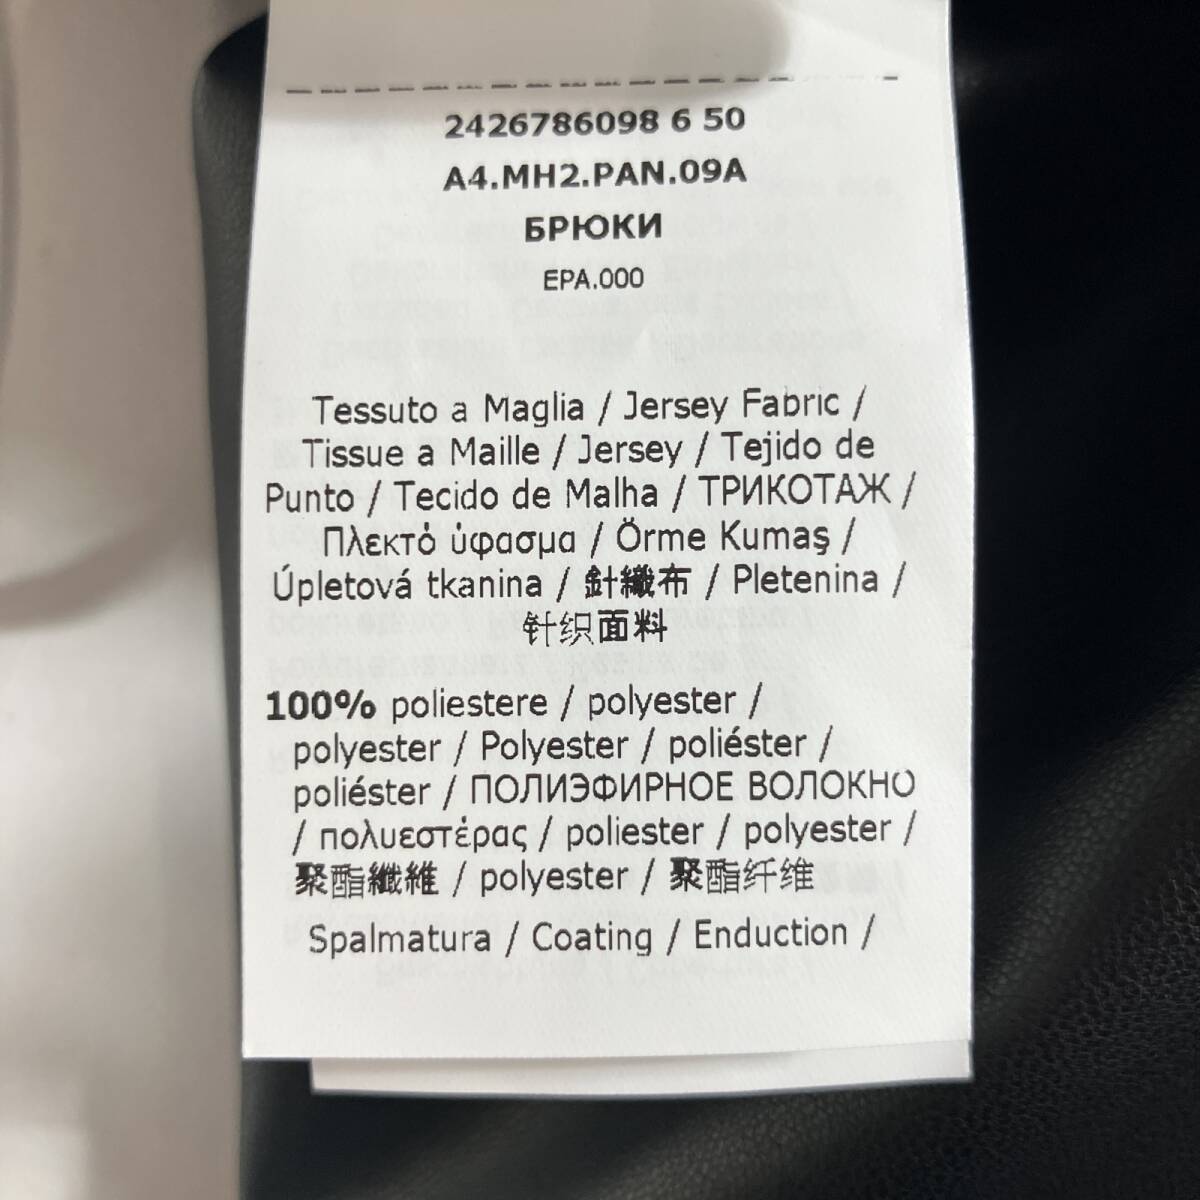 2426786098 6 50
A4.MH2.PAN.09A
БРЮКИ
EPA.000
Tessuto a Maglia / Jersey Fabric /
Tissue a Maille / Jersey / Tejido de
Punto / Tecido de Malha / ТРИКОТАЖ /
Πλεκτό ύφασμα / Örme Kumaş /
Úpletová tkanina / 針織布 / Pletenina /
针织面料
100% poliestere / polyester /
polyester / Polyester / poliéster /
poliéster / ПОЛИЭФИРНОЕ ВОЛОКНО
/ πολυεστέρας / poliester / polyester /
聚酯纖維 / polyester / 聚酯纤维
Spalmatura / Coating / Enduction /